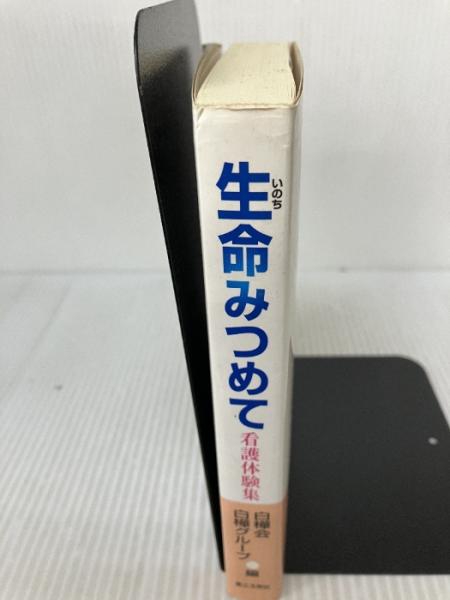 生命みつめて
いのち
看護体験集
白樺会
白樺グループ
編